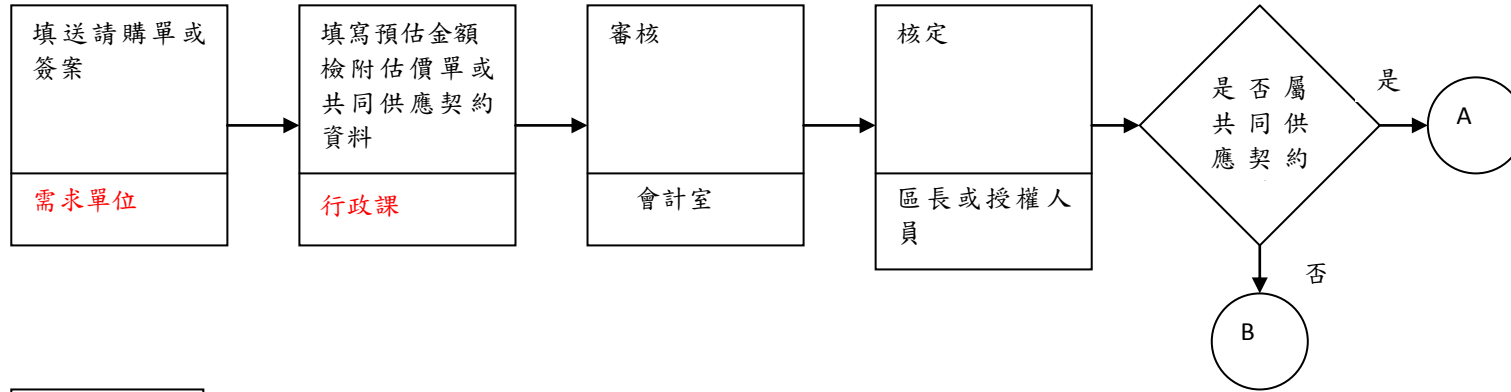 填送請購單或
簽案
需求單位
填寫預估金額
檢附估價單或
共同供應契約
資料
行政課
審核
會計室
核定
區長或授權人
員
是否屬
共同供
應契約
是
A
否
B